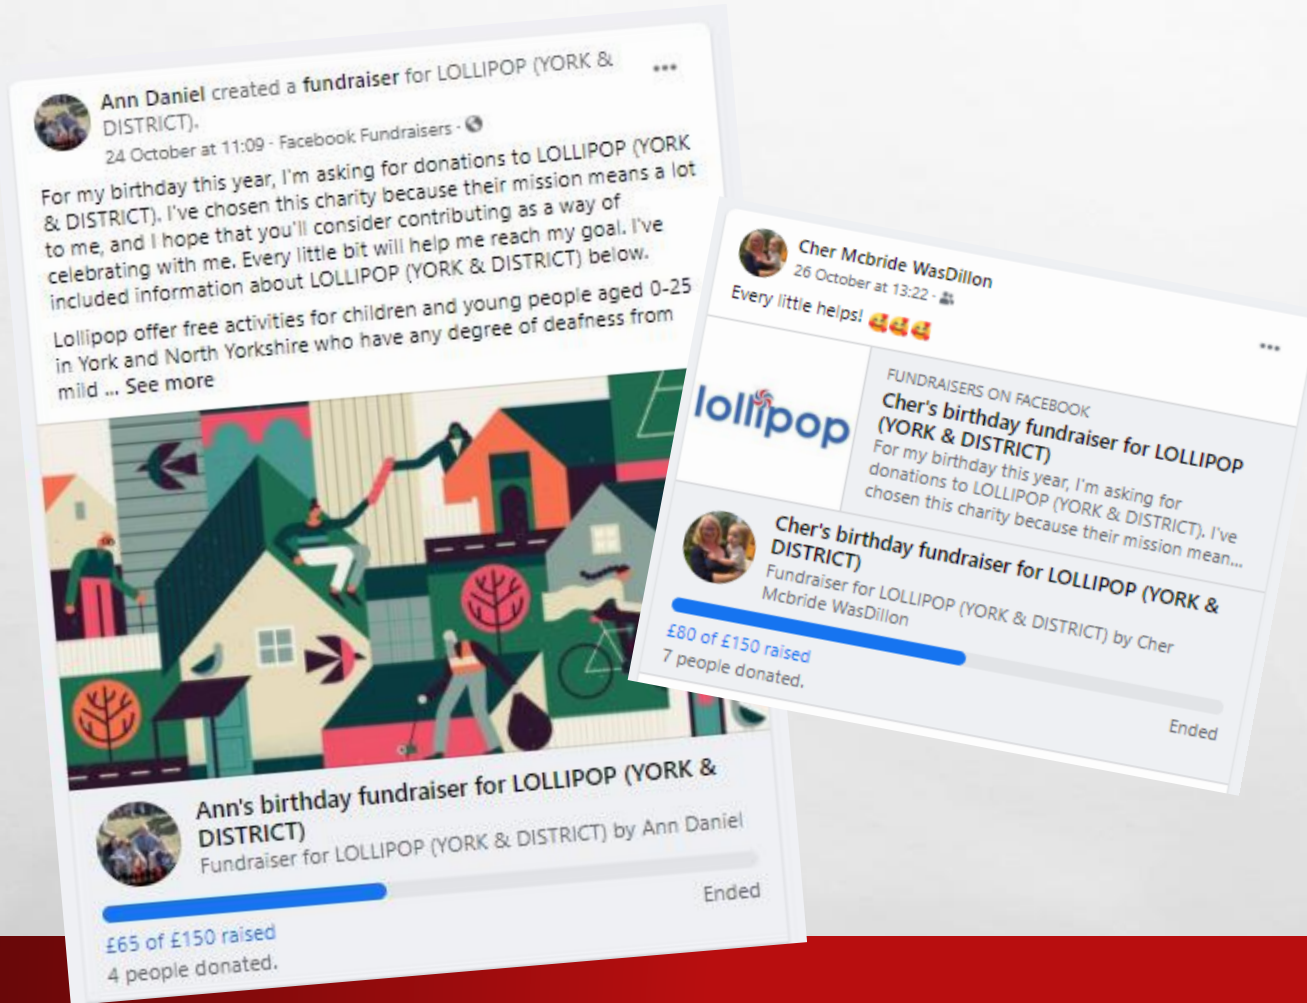 Ann Daniel created a fundraiser for LOLLIPOP (YORK &
DISTRICT).
24 October at 11:09 · Facebook Fundraisers ·
For my birthday this year, I'm asking for donations to LOLLIPOP (YORK
& DISTRICT). I've chosen this charity because their mission means a lot
to me, and I hope that you'll consider contributing as a way of
celebrating with me. Every little bit will help me reach my goal. I've
included information about LOLLIPOP (YORK & DISTRICT) below.
Lollipop offer free activities for children and young people aged 0-25
in York and North Yorkshire who have any degree of deafness from
mild ... See more
Ann's birthday fundraiser for LOLLIPOP (YORK &
DISTRICT)
Fundraiser for LOLLIPOP (YORK & DISTRICT) by Ann Daniel
Ended
£65 of £150 raised
4 people donated.
Cher Mcbride WasDillon
26 October at 13:22 ·
Every little helps! 🥰🥰🥰
lollipop
FUNDRAISERS ON FACEBOOK
Cher's birthday fundraiser for LOLLIPOP
(YORK & DISTRICT)
For my birthday this year, I'm asking for
donations to LOLLIPOP (YORK & DISTRICT). I've
chosen this charity because their mission mean...
Cher's birthday fundraiser for LOLLIPOP (YORK &
DISTRICT)
Fundraiser for LOLLIPOP (YORK & DISTRICT) by Cher
Mcbride WasDillon
£80 of £150 raised
7 people donated.
Ended